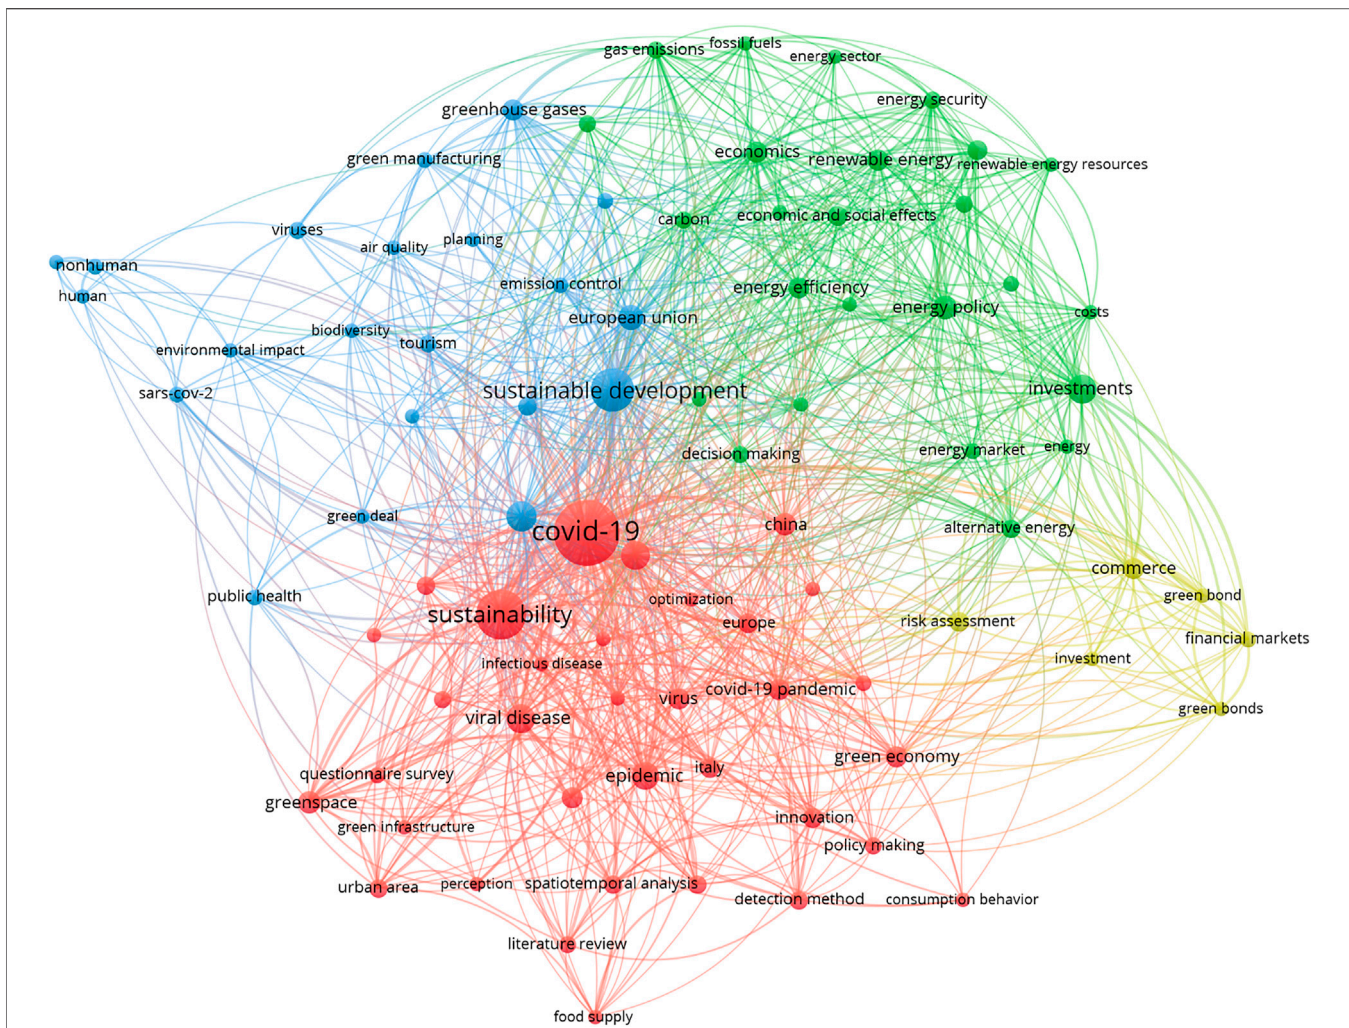 fossil fuels
gas emissions
energy sector
energy security
greenhouse gases
economics
renewable energy
green manufacturing
renewable energy resources
economic and social effects
carbon
viruses
planning
air quality
nonhuman
emission control
energy efficiency
human
energy policy
costs
european union
biodiversity
tourism
environmental impact
investments
sustainable development
sars-cov-2
energy
energy market
decision making
green deal
china
alternative energy
covid-19
commerce
green bond
public health
optimization
sustainability
europe
risk assessment
financial markets
investment
infectious disease
covid-19 pandemic
virus
green bonds
viral disease
green economy
italy
questionnaire survey
epidemic
greenspace
innovation
green infrastructure
policy making
perception
spatiotemporal analysis
urban area
detection method
consumption behavior
literature review
food supply